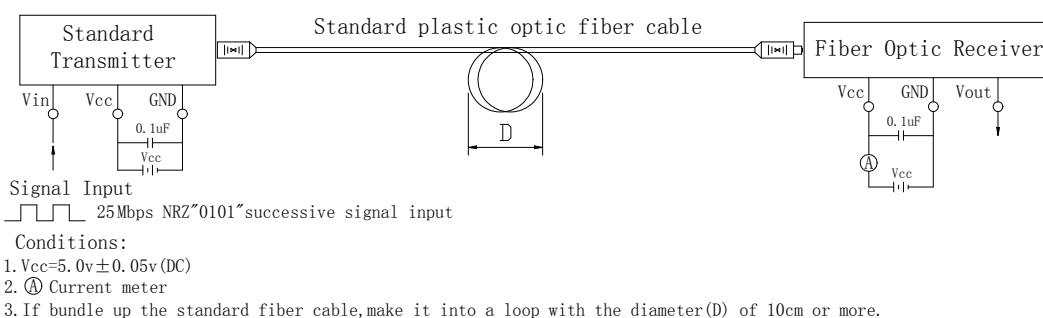 Standard plastic optic fiber cable
Standard
Transmitter
Fiber Optic Receiver
Vin Vcc GND
Vcc GND Vout
0.1uF
0.1uF
Vcc
A
Vcc
D
Signal Input
25Mbps NRZ"0101"successive signal input
Conditions:
1.Vcc=5.0v±0.05v(DC)
2.Ⓐ Current meter
3.If bundle up the standard fiber cable,make it into a loop with the diameter(D) of 10cm or more.